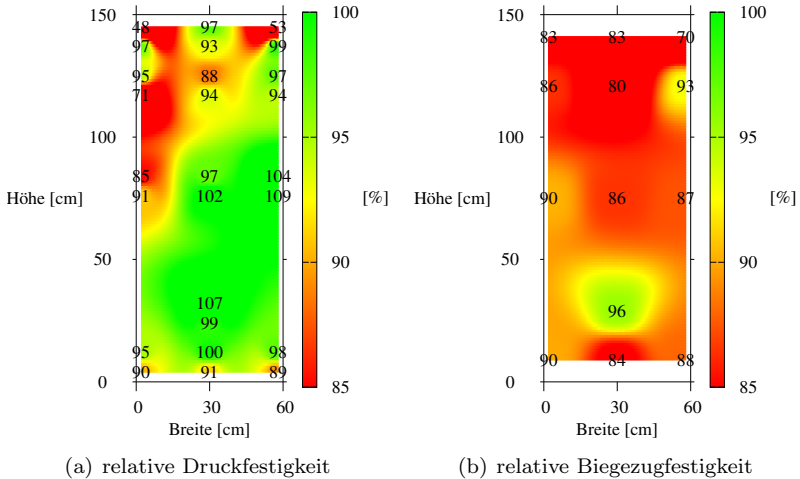 150
48 97 53
97 93 99
95 88 97
71 94 94
100
85 97 104
91 102 109
50
107
99
95 100 98
90 91 89
0
0 30 60
Breite [cm]
Höhe [cm]
100
95
90
85
[%]
(a) relative Druckfestigkeit
150
83 83 70
86 80 93
100
90 86 87
50
96
90 84 88
0
0 30 60
Breite [cm]
Höhe [cm]
100
95
90
85
[%]
(b) relative Biegezugfestigkeit